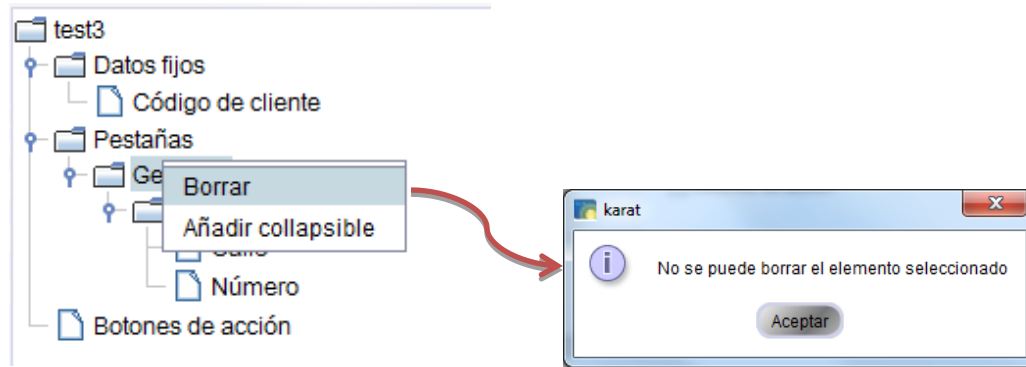 test3
Datos fijos
Código de cliente
Pestañas
Ge
Borrar
Añadir collapsible
Número
Botones de acción
karat
No se puede borrar el elemento seleccionado
Aceptar